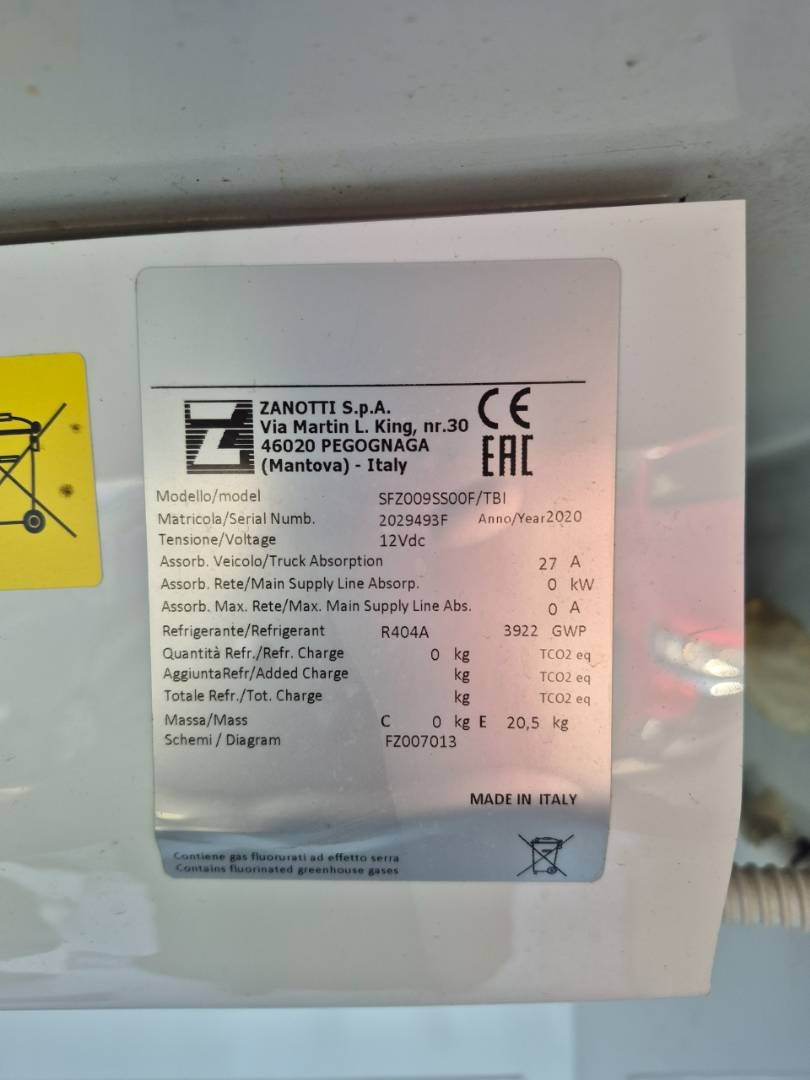 ZANOTTI S.p.A.
Via Martin L. King, nr.30
46020 PEGOGNAGA
(Mantova) - Italy
CE
EAC
Modello/model SFZ009SS00F/TBI
Matricola/Serial Numb. 2029493F Anno/Year2020
Tensione/Voltage 12Vdc
Assorb. Veicolo/Truck Absorption 27 A
Assorb. Rete/Main Supply Line Absorp. 0 kW
Assorb. Max. Rete/Max. Main Supply Line Abs. 0 A
Refrigerante/Refrigerant R404A 3922 GWP
Quantità Refr./Refr. Charge 0 kg TCO2 eq
AggiuntaRefr/Added Charge kg TCO2 eq
Totale Refr./Tot. Charge kg TCO2 eq
Massa/Mass C 0 kg E 20,5 kg
Schemi / Diagram FZ007013
MADE IN ITALY
Contiene gas fluorurati ad effetto serra
Contains fluorinated greenhouse gases